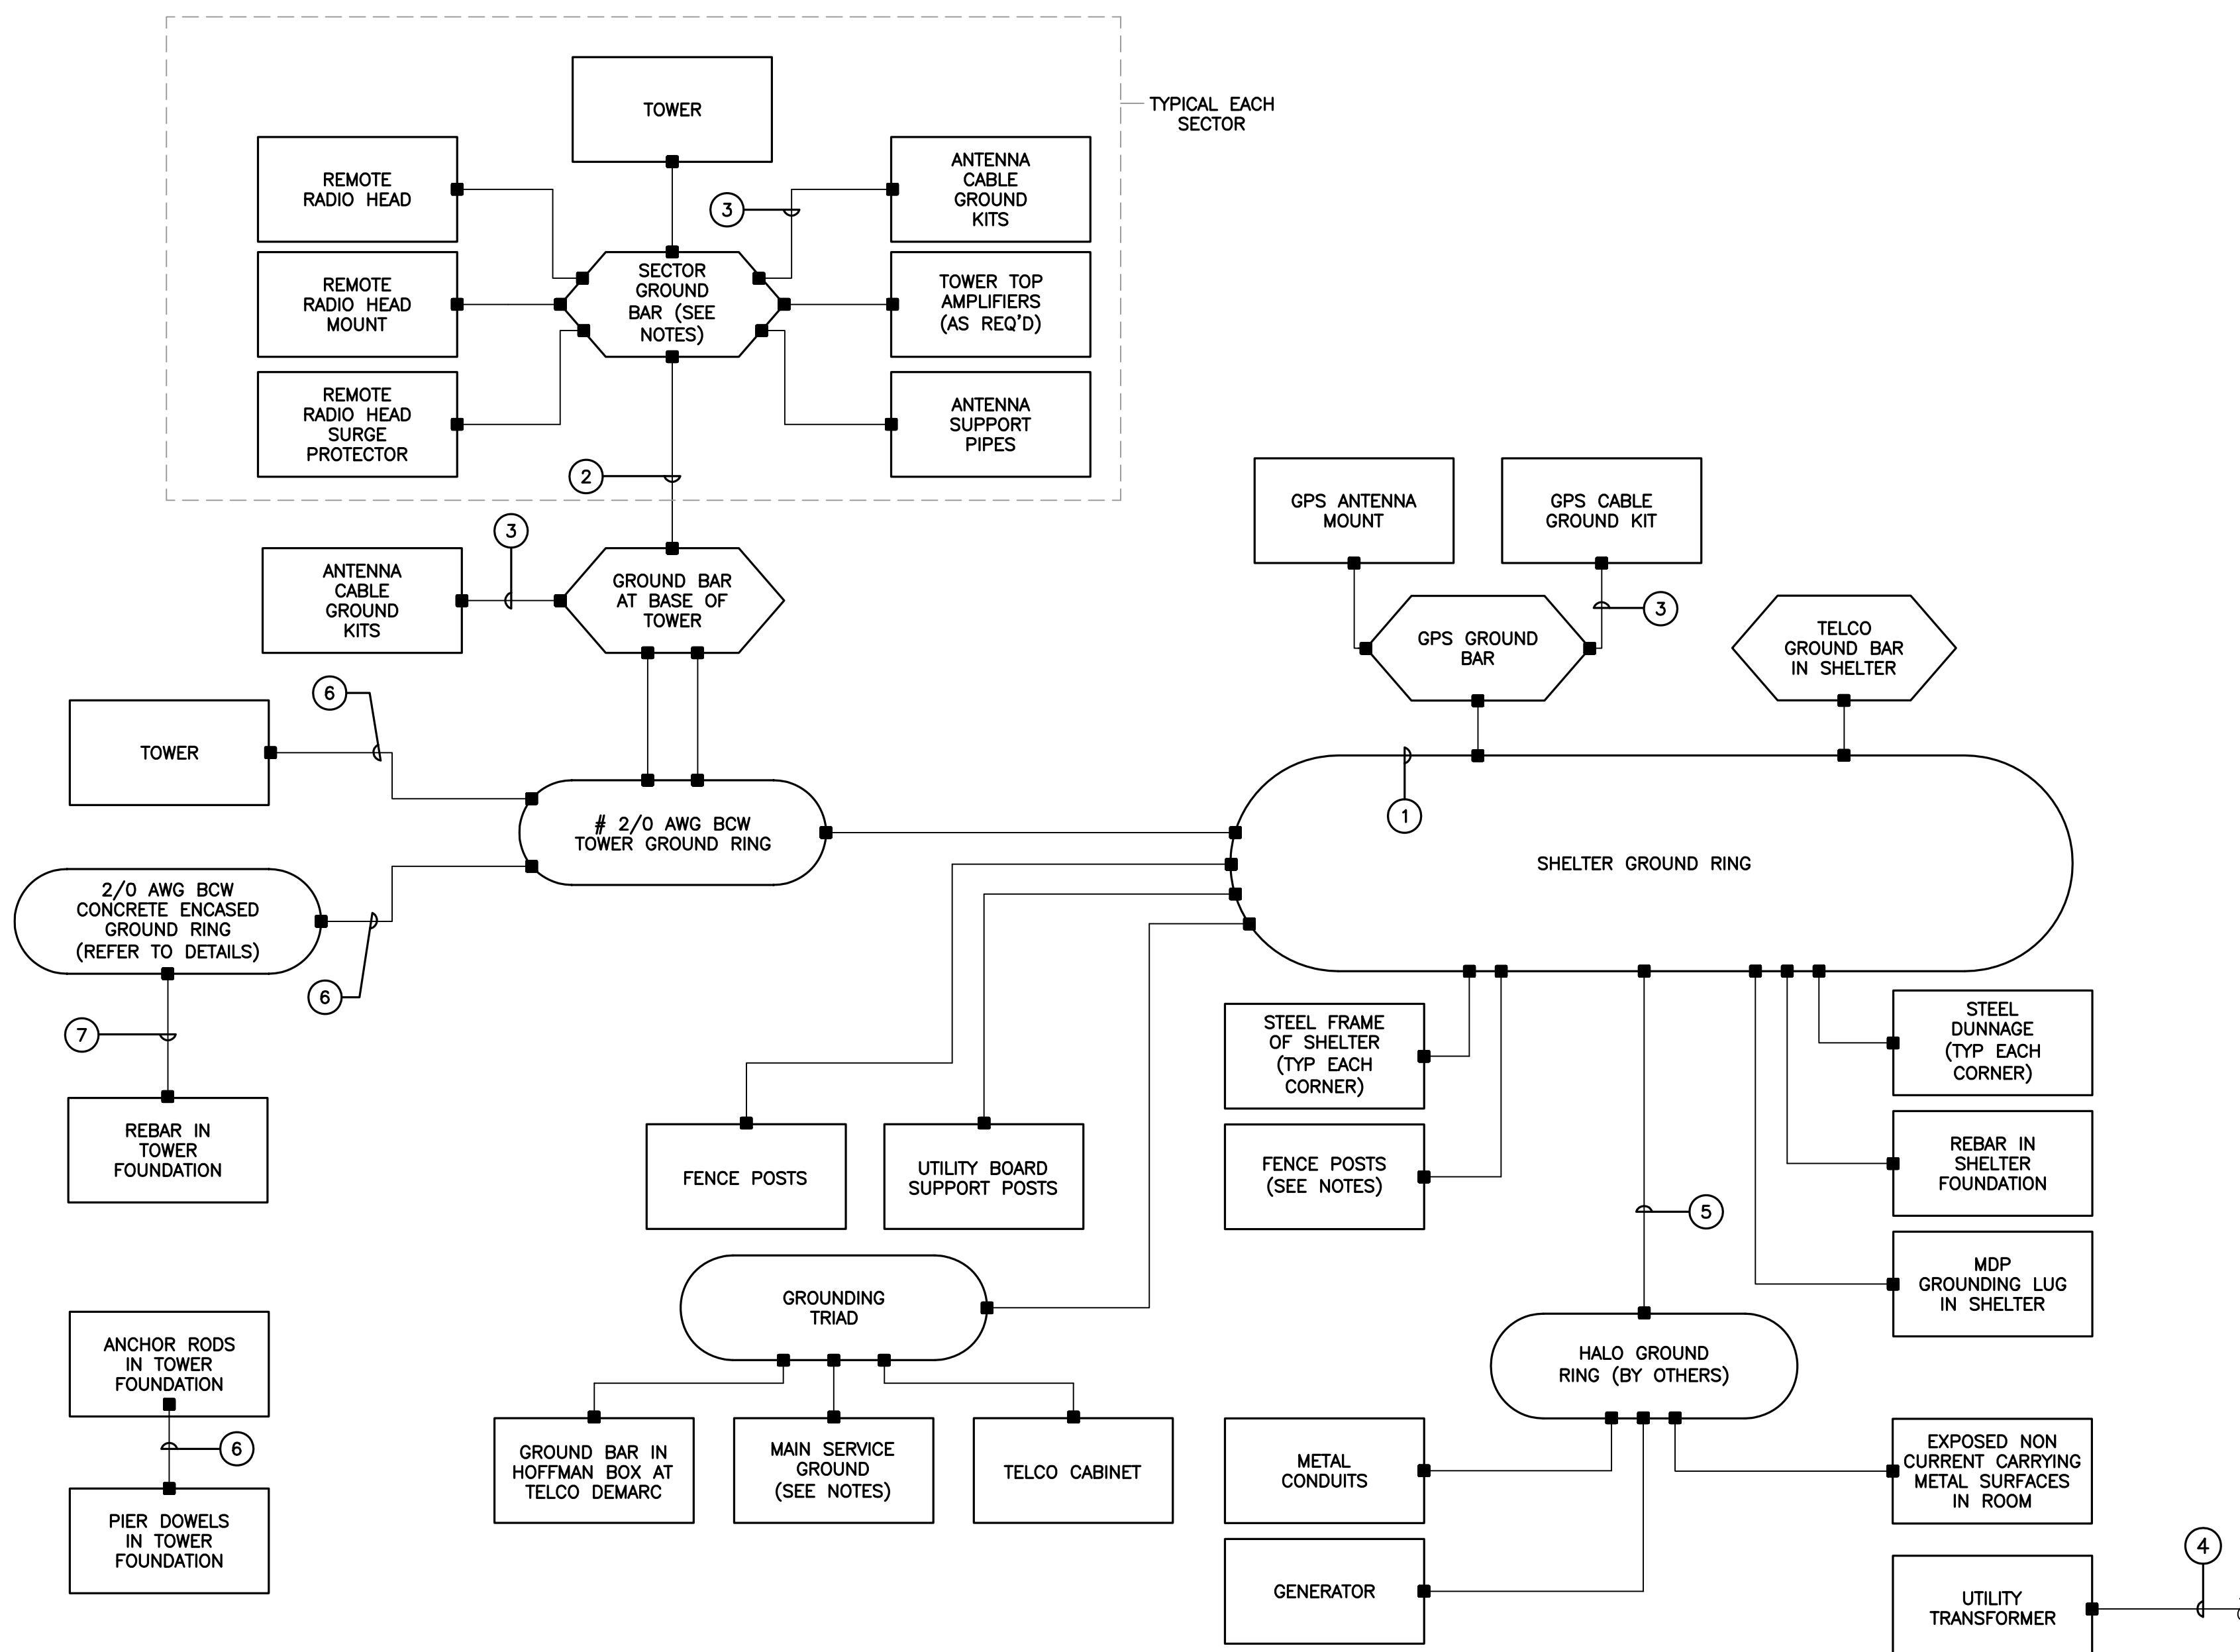 TOWER
TYPICAL EACH
SECTOR
REMOTE
RADIO HEAD
3
ANTENNA
CABLE
GROUND
KITS
REMOTE
RADIO HEAD
MOUNT
SECTOR
GROUND
BAR (SEE
NOTES)
TOWER TOP
AMPLIFIERS
(AS REQ'D)
REMOTE
RADIO HEAD
SURGE
PROTECTOR
ANTENNA
SUPPORT
PIPES
2
3
GPS ANTENNA
MOUNT
GPS CABLE
GROUND KIT
ANTENNA
CABLE
GROUND
KITS
GROUND BAR
AT BASE OF
TOWER
3
GPS GROUND
BAR
TELCO
GROUND BAR
IN SHELTER
6
TOWER
# 2/0 AWG BCW
TOWER GROUND RING
1
SHELTER GROUND RING
2/0 AWG BCW
CONCRETE ENCASED
GROUND RING
(REFER TO DETAILS)
6
7
STEEL FRAME
OF SHELTER
(TYP EACH
CORNER)
STEEL
DUNNAGE
(TYP EACH
CORNER)
REBAR IN
TOWER
FOUNDATION
FENCE POSTS
UTILITY BOARD
SUPPORT POSTS
FENCE POSTS
(SEE NOTES)
REBAR IN
SHELTER
FOUNDATION
5
GROUNDING
TRIAD
MDP
GROUNDING LUG
IN SHELTER
ANCHOR RODS
IN TOWER
FOUNDATION
HALO GROUND
RING (BY OTHERS)
6
GROUND BAR IN
HOFFMAN BOX AT
TELCO DEMARC
MAIN SERVICE
GROUND
(SEE NOTES)
TELCO CABINET
METAL
CONDUITS
EXPOSED NON
CURRENT CARRYING
METAL SURFACES
IN ROOM
PIER DOWELS
IN TOWER
FOUNDATION
GENERATOR
4
UTILITY
TRANSFORMER